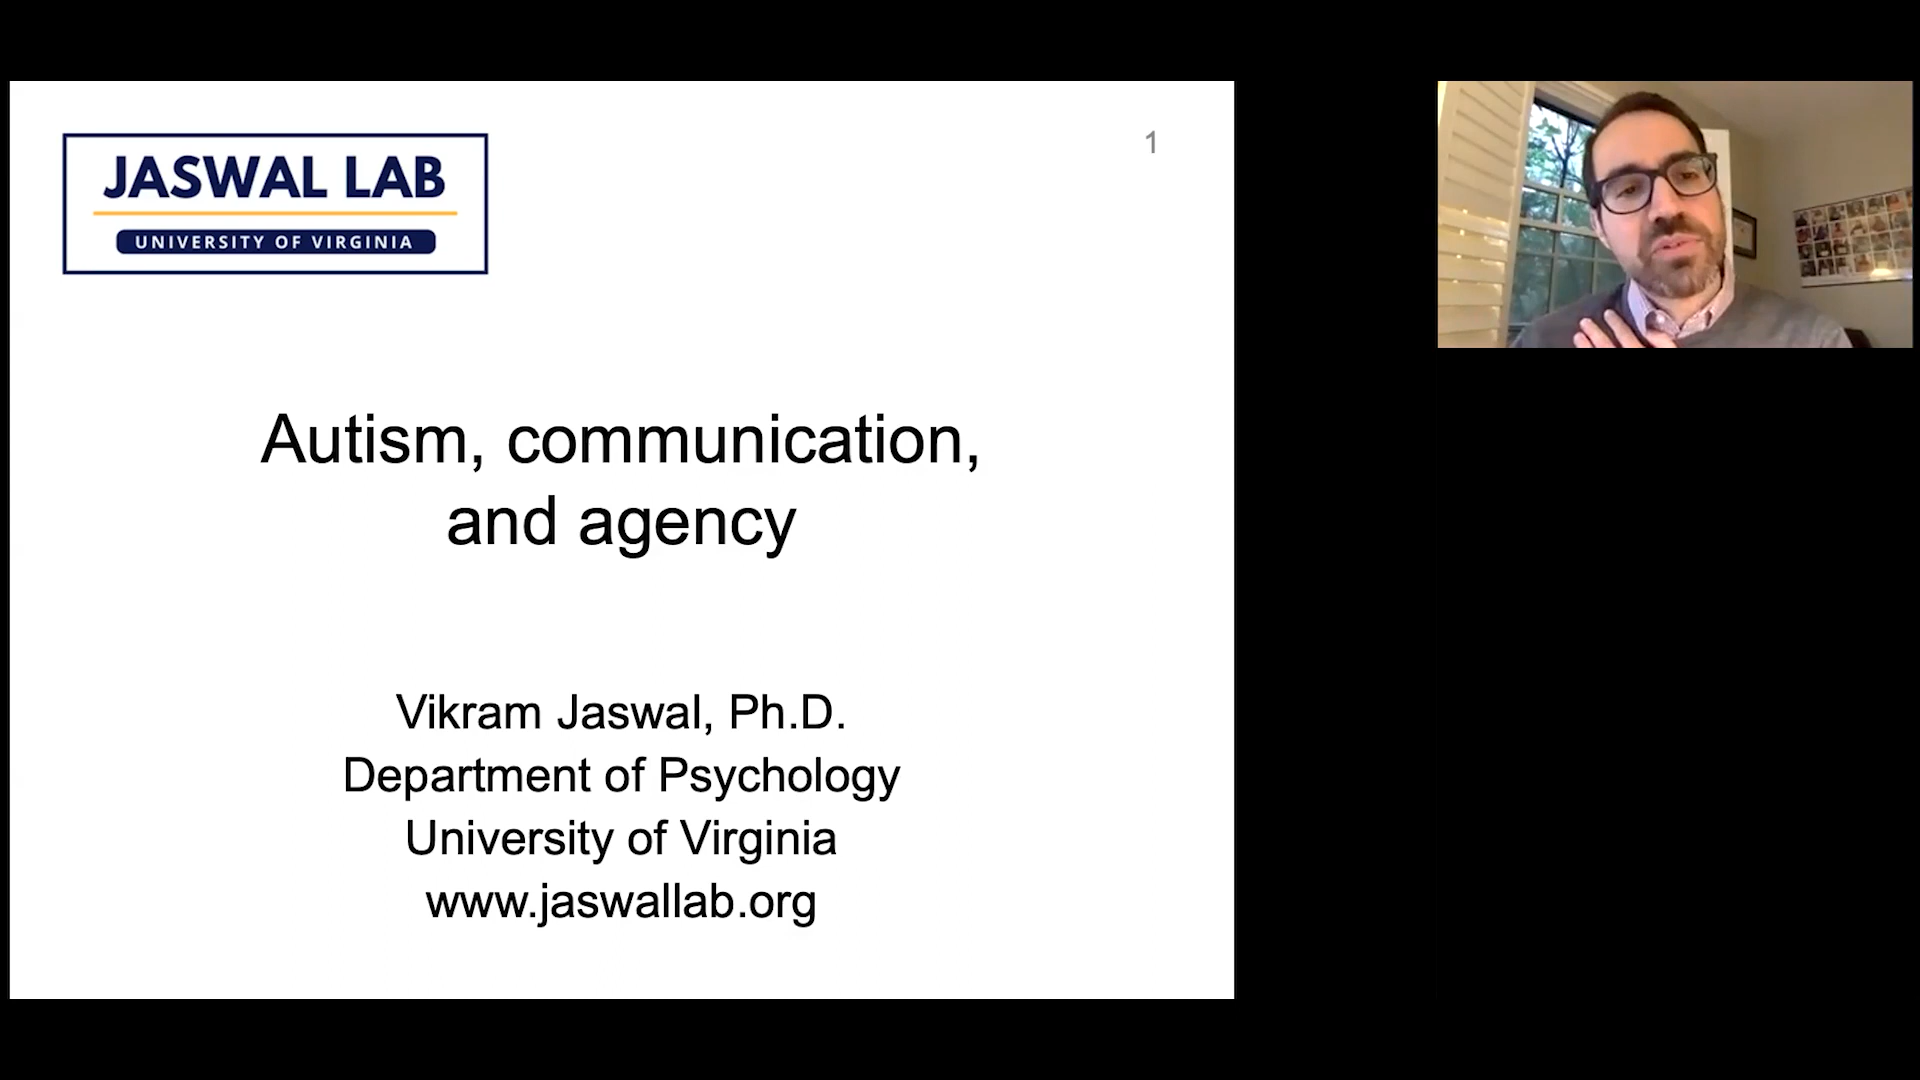 JASWAL LAB
UNIVERSITY OF VIRGINIA
1
Autism, communication,
and agency
Vikram Jaswal, Ph.D.
Department of Psychology
University of Virginia
www.jaswallab.org